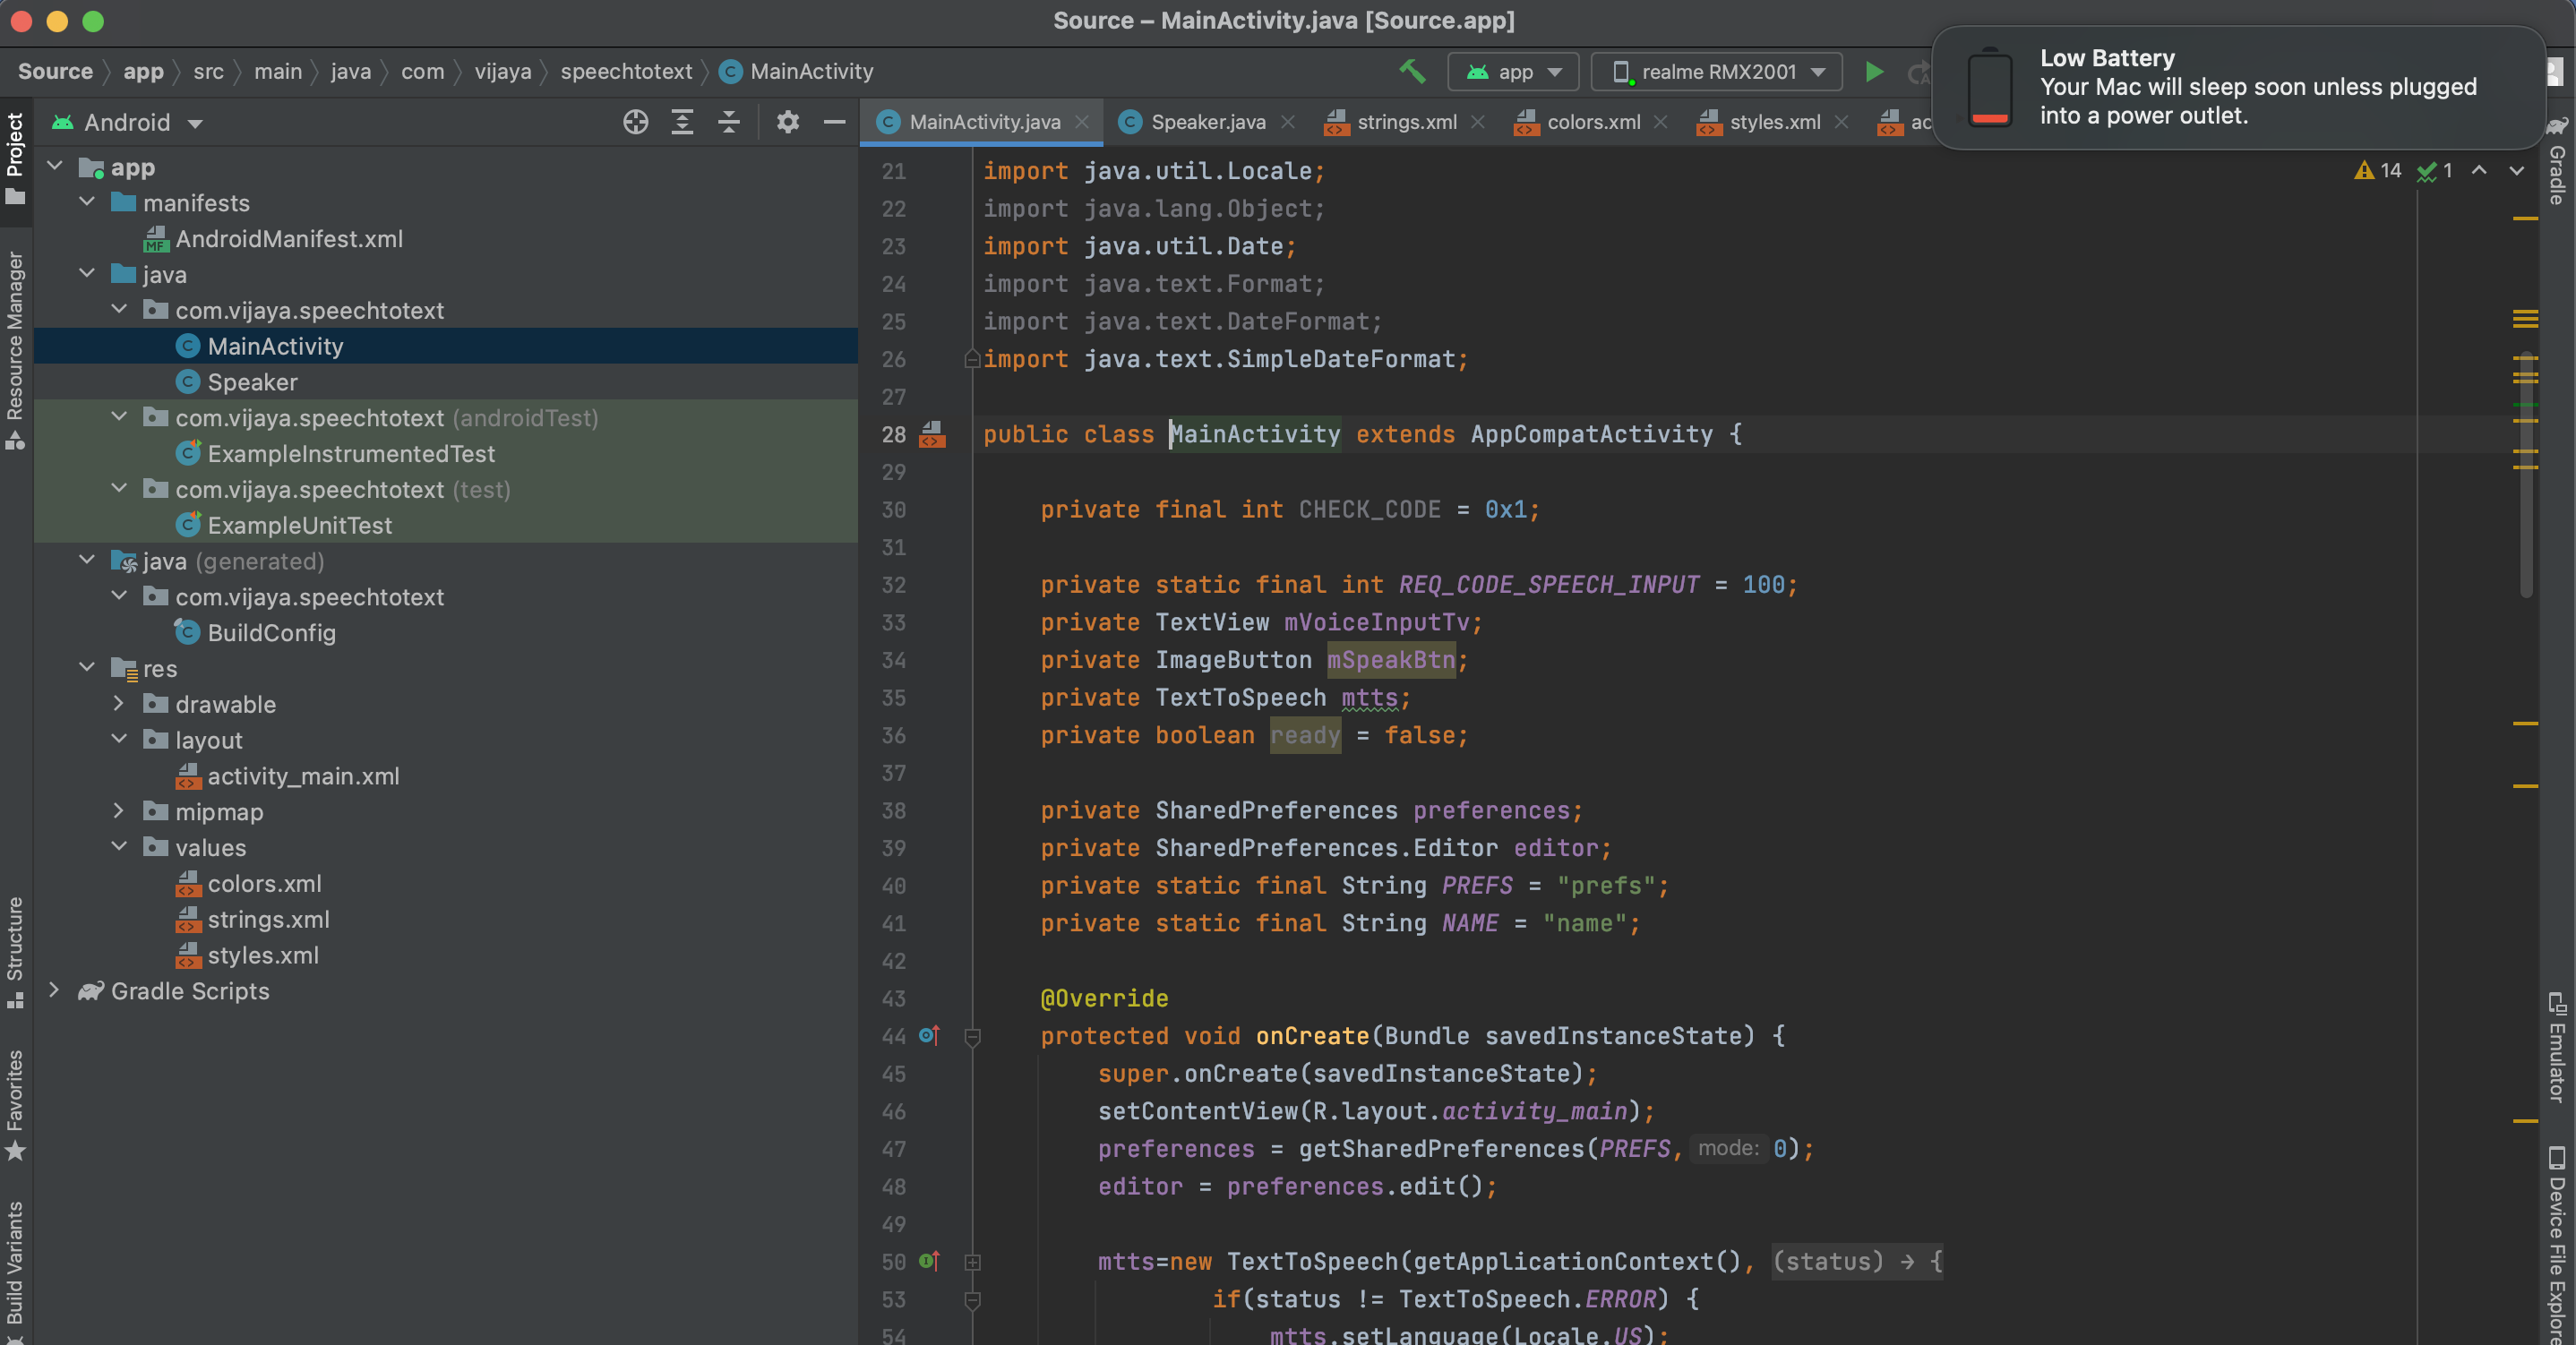 Source – MainActivity.java [Source.app]
Source app src main java com vijaya speechtotext MainActivity
app realme RMX2001
Low Battery
Your Mac will sleep soon unless plugged
into a power outlet.
Android
MainActivity.java Speaker.java strings.xml colors.xml styles.xml ac
14 1
Project
Resource Manager
Structure
Favorites
Build Variants
app
manifests
AndroidManifest.xml
java
com.vijaya.speechtotext
MainActivity
Speaker
com.vijaya.speechtotext (androidTest)
ExampleInstrumentedTest
com.vijaya.speechtotext (test)
ExampleUnitTest
java (generated)
com.vijaya.speechtotext
BuildConfig
res
drawable
layout
activity_main.xml
mipmap
values
colors.xml
strings.xml
styles.xml
Gradle Scripts
21 import java.util.Locale;
22 import java.lang.Object;
23 import java.util.Date;
24 import java.text.Format;
25 import java.text.DateFormat;
26 import java.text.SimpleDateFormat;
27
28 public class MainActivity extends AppCompatActivity {
29
30 private final int CHECK_CODE = 0x1;
31
32 private static final int REQ_CODE_SPEECH_INPUT = 100;
33 private TextView mVoiceInputTv;
34 private ImageButton mSpeakBtn;
35 private TextToSpeech mtts;
36 private boolean ready = false;
37
38 private SharedPreferences preferences;
39 private SharedPreferences.Editor editor;
40 private static final String PREFS = "prefs";
41 private static final String NAME = "name";
42
43 @Override
44 protected void onCreate(Bundle savedInstanceState) {
45 super.onCreate(savedInstanceState);
46 setContentView(R.layout.activity_main);
47 preferences = getSharedPreferences(PREFS, mode: 0);
48 editor = preferences.edit();
49
50 mtts=new TextToSpeech(getApplicationContext(), (status) → {
53 if(status != TextToSpeech.ERROR) {
54 mtts.setLanguage(Locale.US);
Gradle
Emulator
Device File Explore